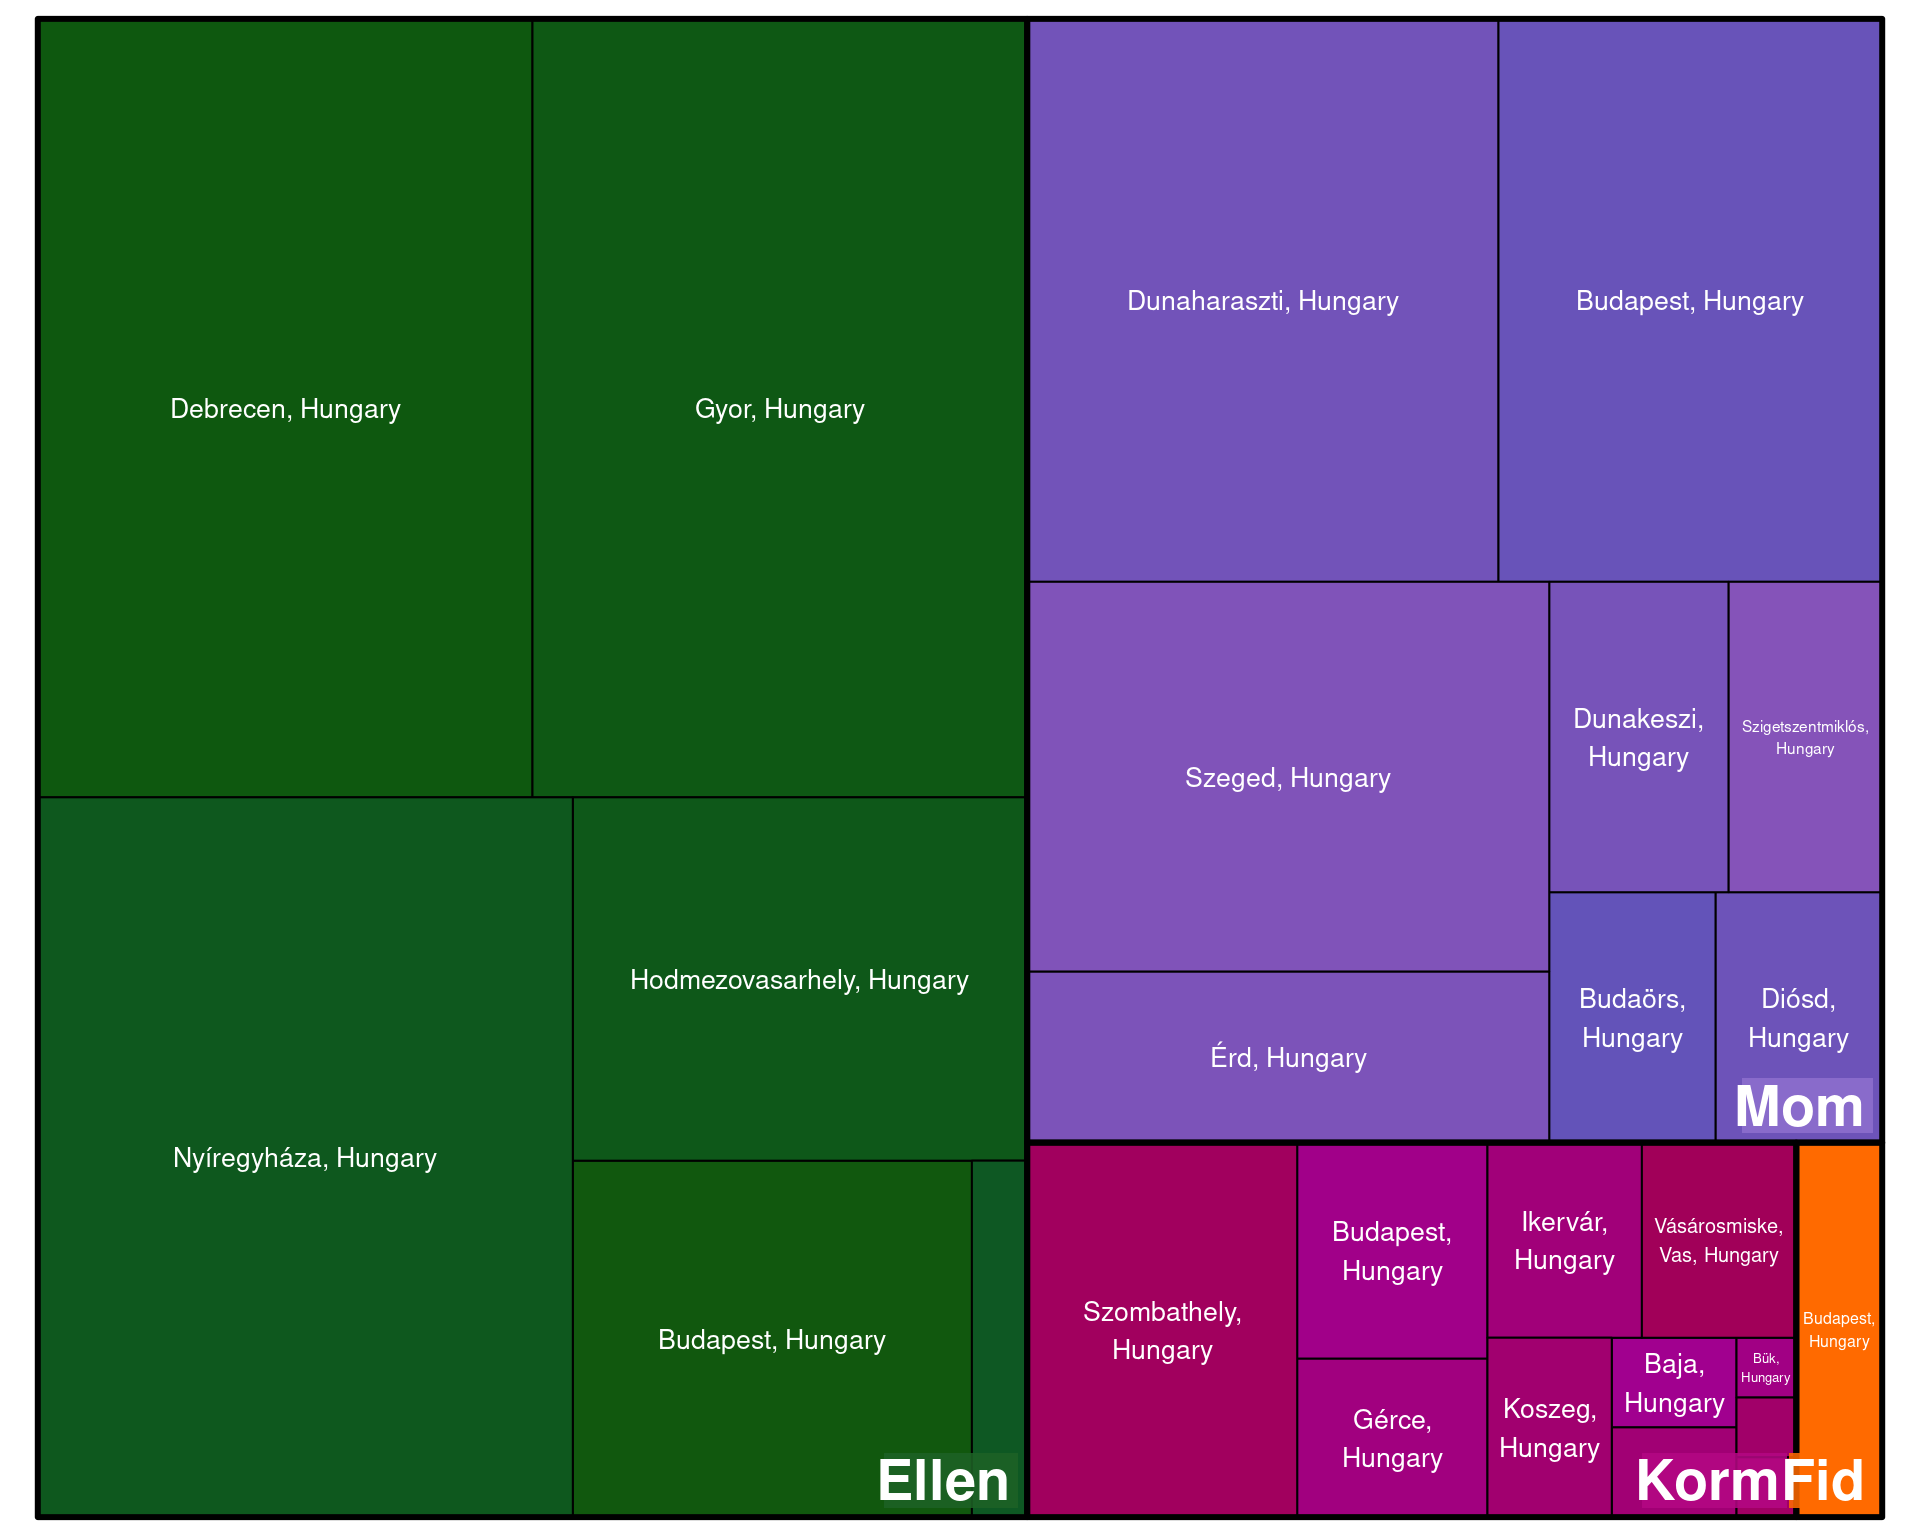 Debrecen, Hungary
Gyor, Hungary
Nyíregyháza, Hungary
Hodmezovasarhely, Hungary
Budapest, Hungary
Ellen
Dunaharaszti, Hungary
Budapest, Hungary
Szeged, Hungary
Dunakeszi,
Hungary
Szigetszentmiklós,
Hungary
Érd, Hungary
Budaörs,
Hungary
Diósd,
Hungary
Mom
Szombathely,
Hungary
Budapest,
Hungary
Gérce,
Hungary
Ikervár,
Hungary
Vásárosmiske,
Vas, Hungary
Koszeg,
Hungary
Baja,
Hungary
Bük,
Hungary
Korm
Budapest,
Hungary
Fid